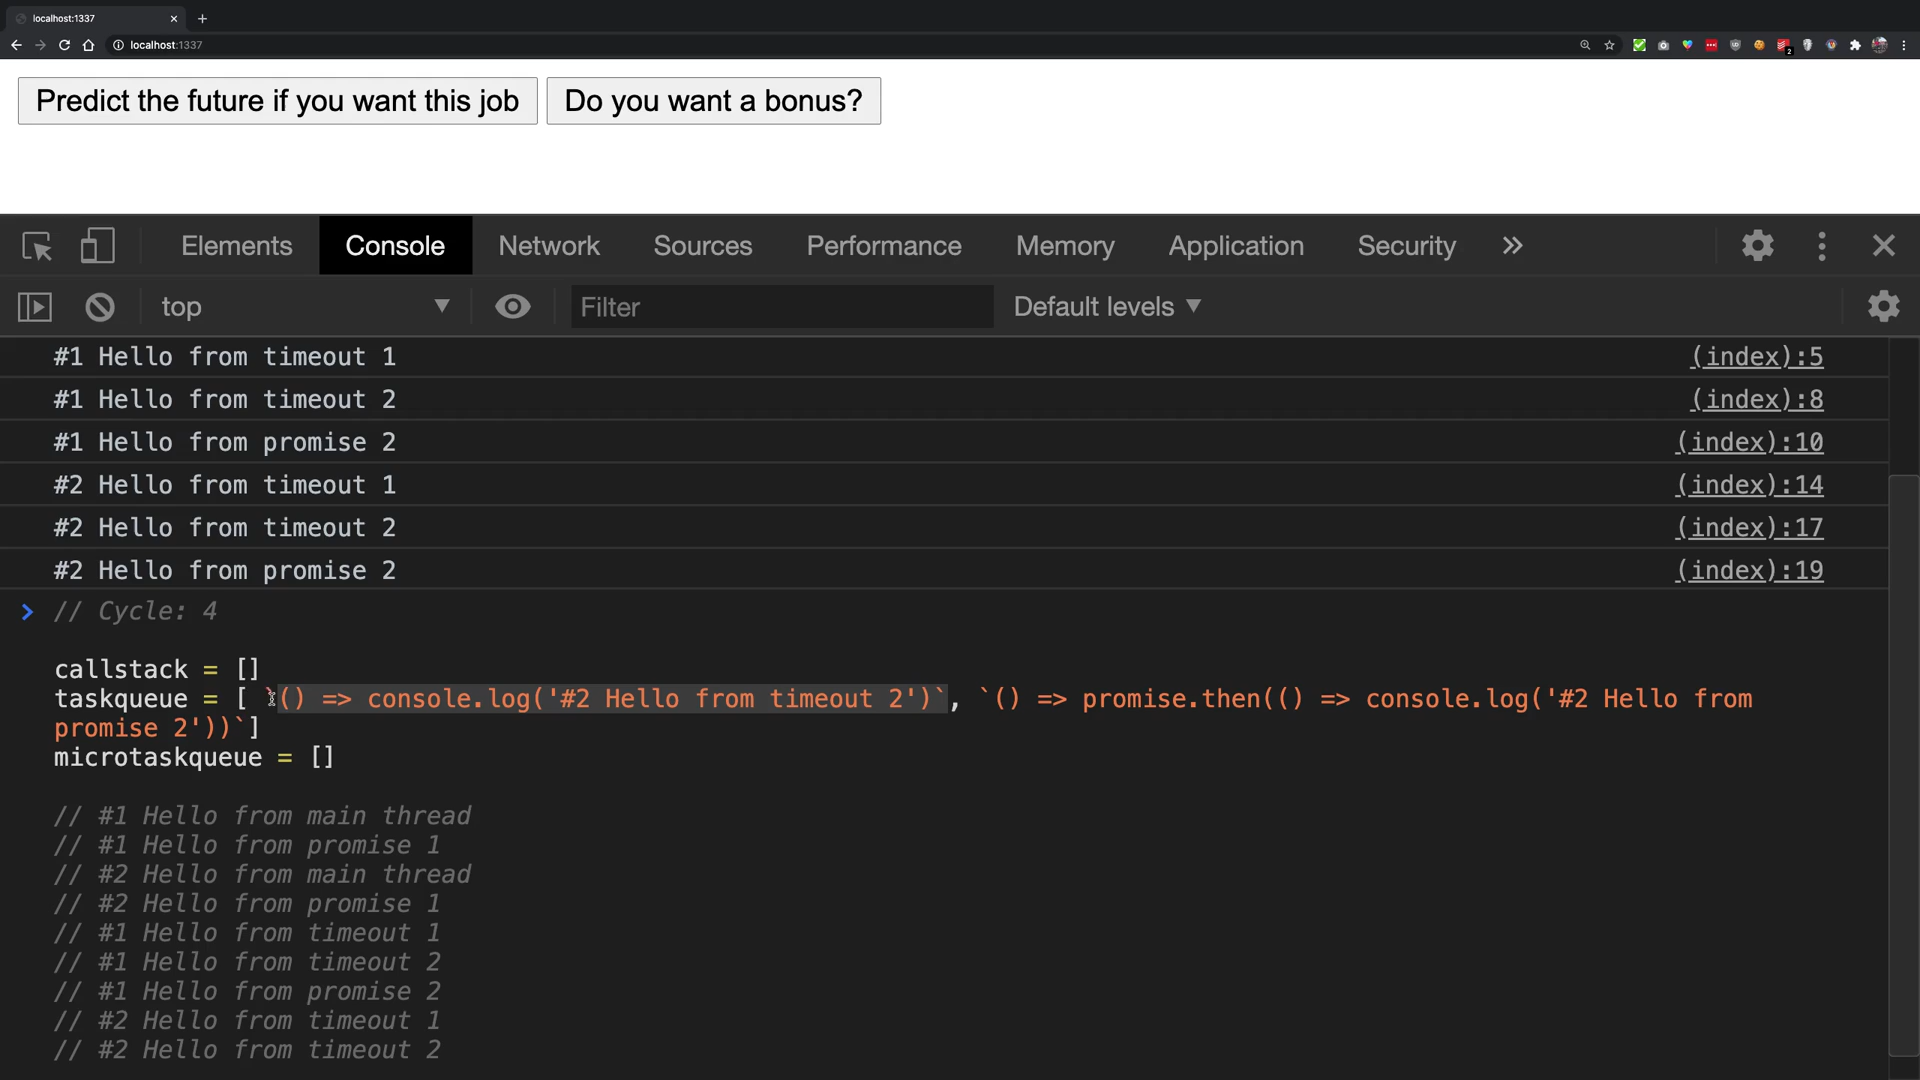 localhost:1337
localhost:1337
2
Predict the future if you want this job
Do you want a bonus?
Elements
Console
Network
Sources
Performance
Memory
Application
Security
top
Filter
Default levels
#1 Hello from timeout 1 (index):5
#1 Hello from timeout 2 (index):8
#1 Hello from promise 2 (index):10
#2 Hello from timeout 1 (index):14
#2 Hello from timeout 2 (index):17
#2 Hello from promise 2 (index):19
> // Cycle: 4
callstack = []
taskqueue = [ `() => console.log('#2 Hello from timeout 2')`, `() => promise.then(() => console.log('#2 Hello from
promise 2'))`]
microtaskqueue = []
// #1 Hello from main thread
// #1 Hello from promise 1
// #2 Hello from main thread
// #2 Hello from promise 1
// #1 Hello from timeout 1
// #1 Hello from timeout 2
// #1 Hello from promise 2
// #2 Hello from timeout 1
// #2 Hello from timeout 2